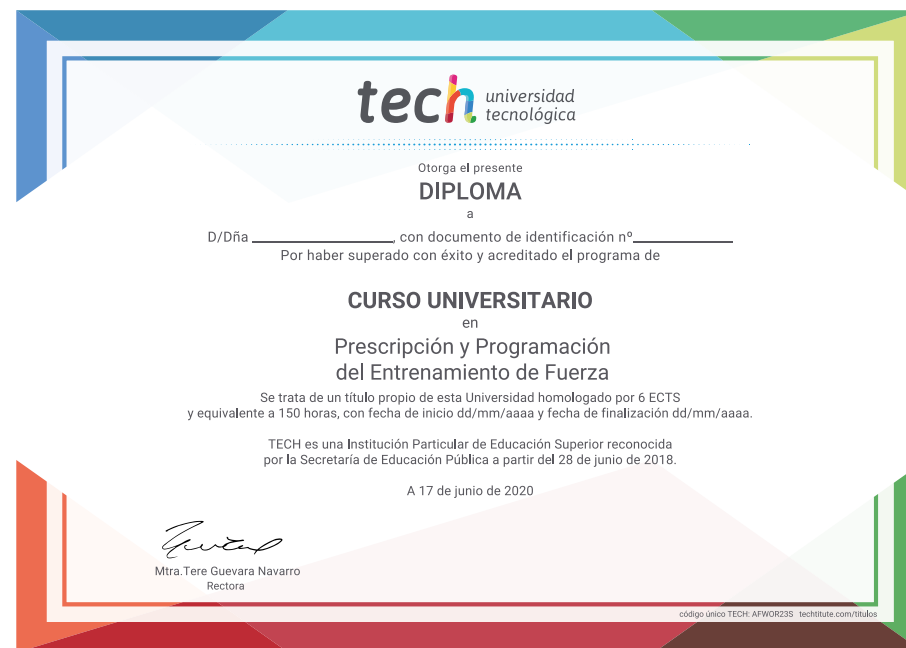 tech universidad
tecnológica
Otorga el presente
DIPLOMA
a
D/Dña ____________________, con documento de identificación nº______________
Por haber superado con éxito y acreditado el programa de
CURSO UNIVERSITARIO
en
Prescripción y Programación
del Entrenamiento de Fuerza
Se trata de un título propio de esta Universidad homologado por 6 ECTS
y equivalente a 150 horas, con fecha de inicio dd/mm/aaaa y fecha de finalización dd/mm/aaaa.
TECH es una Institución Particular de Educación Superior reconocida
por la Secretaría de Educación Pública a partir del 28 de junio de 2018.
A 17 de junio de 2020
Mtra.Tere Guevara Navarro
Rectora
código único TECH: AFWOR23S techtitute.com/titulos